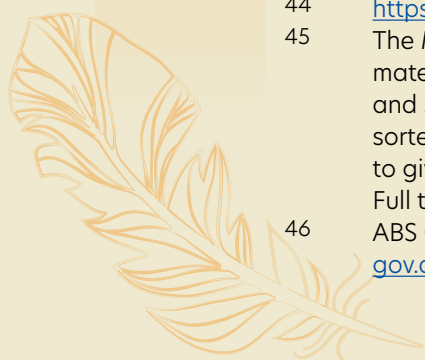 44 https
45 The
mate
and
sorte
to gi
Full t
46 ABS
gov.